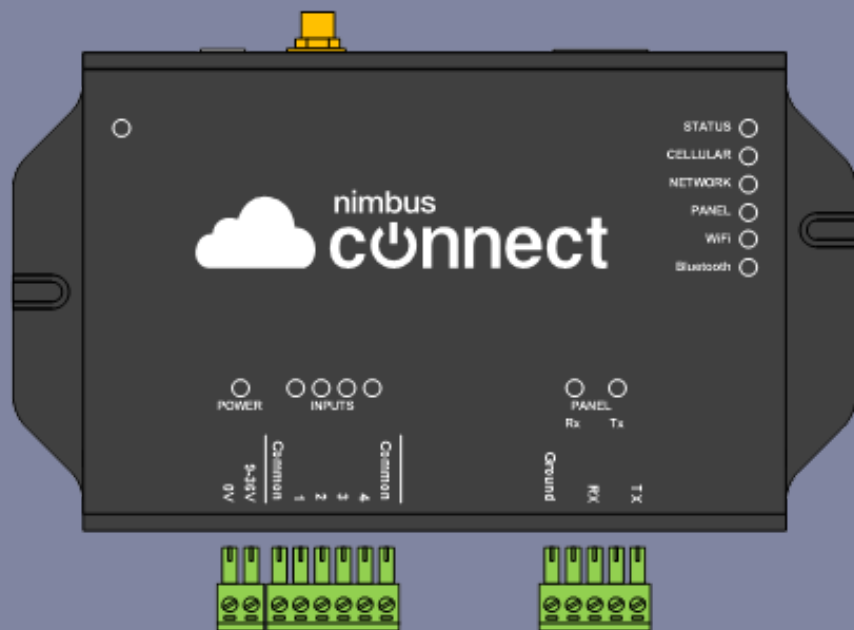 STATUS
CELLULAR
NETWORK
PANEL
WiFi
Bluetooth
nimbus
connect
POWER
INPUTS
PANEL
Rx Tx
0V
9-36V
Common
1
2
3
4
Common
Ground
RX
TX